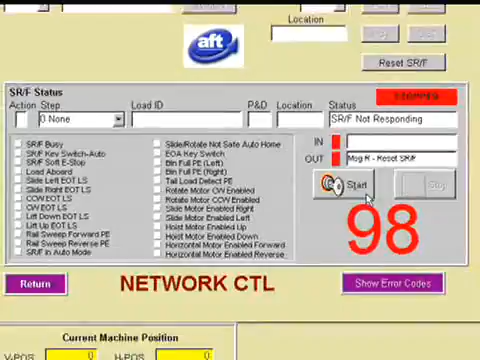 Location
aft
Reset SR/F
SR/F Status
STOPPED
Action Step Load ID P&D Location Status
0 None SR/F Not Responding
SR/F Busy
SR/F Key Switch-Auto
SR/F Soft E-Stop
Load Aboard
Slide Left EOT LS
Slide Right EOT LS
CCW EOT LS
CW EOT LS
Lift Down EOT LS
Lift Up EOT LS
Rail Sweep Forward PE
Rail Sweep Reverse PE
SR/F In Auto Mode
Slide/Rotate Not Safe Auto Home
EOA Key Switch
Bin Full PE (Left)
Bin Full PE (Right)
Tail Load Detect PE
Rotate Motor CW Enabled
Rotate Motor CCW Enabled
Slide Motor Enabled Right
Slide Motor Enabled Left
Hoist Motor Enabled Up
Hoist Motor Enabled Down
Horizontal Motor Enabled Forward
Horizontal Motor Enabled Reverse
IN
OUT Msg R - Reset SR/F
Start Stop
98
Return NETWORK CTL Show Error Codes
Current Machine Position
V-POS: 0 H-POS: 0